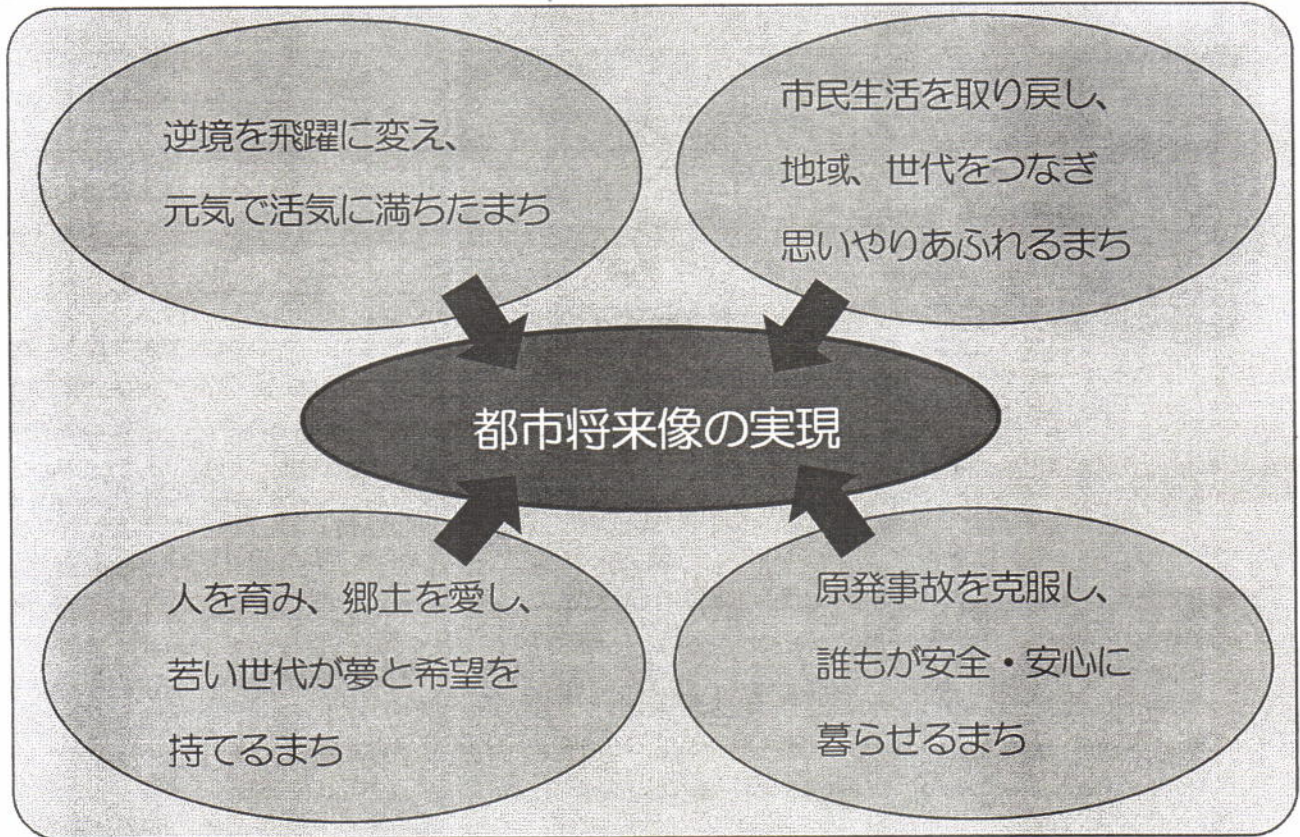 逆境を飛躍に変え、
元気で活気に満ちたまち
市民生活を取り戻し、
地域、世代をつなぎ
思いやりあふれるまち
都市将来像の実現
人を育み、郷土を愛し、
若い世代が夢と希望を
持てるまち
原発事故を克服し、
誰もが安全・安心に
暮らせるまち